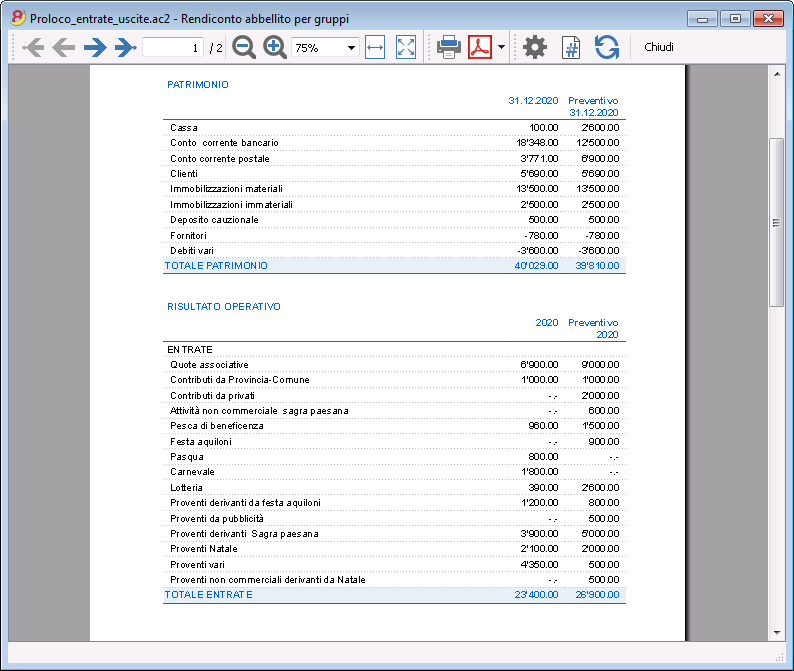 Proloco_entrate_uscite.ac2 - Rendiconto abbellito per gruppi
1 / 2 75% Chiudi
PATRIMONIO
31.12.2020 Preventivo
31.12.2020
Cassa 100.00 2'600.00
Conto corrente bancario 18'348.00 12'500.00
Conto corrente postale 3'771.00 6'900.00
Clienti 5'690.00 5'690.00
Immobilizzazioni materiali 13'500.00 13'500.00
Immobilizzazioni immateriali 2'500.00 2'500.00
Deposito cauzionale 500.00 500.00
Fornitori -780.00 -780.00
Debiti vari -3'600.00 -3'600.00
TOTALE PATRIMONIO 40'029.00 39'810.00
RISULTATO OPERATIVO
2020 Preventivo
2020
ENTRATE
Quote associative 6'900.00 9'000.00
Contributi da Provincia-Comune 1'000.00 1'000.00
Contributi da privati -.- 2'000.00
Attività non commerciale sagra paesana -.- 600.00
Pesca di beneficenza 960.00 1'500.00
Festa aquiloni -.- 900.00
Pasqua 800.00 -.-
Carnevale 1'800.00 -.-
Lotteria 390.00 2'600.00
Proventi derivanti da festa aquiloni 1'200.00 800.00
Proventi da pubblicità -.- 500.00
Proventi derivanti Sagra paesana 3'900.00 5'000.00
Proventi Natale 2'100.00 2'000.00
Proventi vari 4'350.00 500.00
Proventi non commerciali derivanti da Natale -.- 500.00
TOTALE ENTRATE 23'400.00 26'900.00